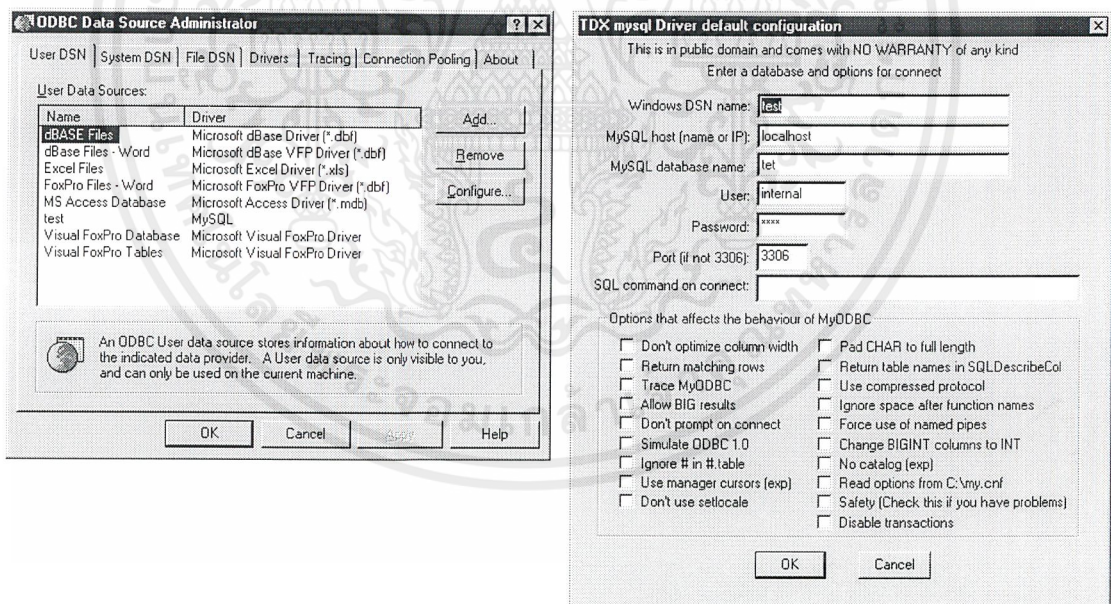 ODBC Data Source Administrator
User DSN | System DSN | File DSN | Drivers | Tracing | Connection Pooling | About
User Data Sources:
Name Driver
dBASE Files Microsoft dBase Driver (*.dbf)
dBase Files - Word Microsoft dBase VFP Driver (*.dbf)
Excel Files Microsoft Excel Driver (*.xls)
FoxPro Files - Word Microsoft FoxPro VFP Driver (*.dbf)
MS Access Database Microsoft Access Driver (*.mdb)
test MySQL
Visual FoxPro Database Microsoft Visual FoxPro Driver
Visual FoxPro Tables Microsoft Visual FoxPro Driver
Add...
Remove
Configure...
An ODBC User data source stores information about how to connect to
the indicated data provider. A User data source is only visible to you,
and can only be used on the current machine.
OK Cancel Apply Help
TDX mysql Driver default configuration
This is in public domain and comes with NO WARRANTY of any kind
Enter a database and options for connect
Windows DSN name: test
MySQL host (name or IP): localhost
MySQL database name: tet
User: internal
Password: ****
Port (if not 3306): 3306
SQL command on connect:
Options that affects the behaviour of MyODBC
Don't optimize column width
Return matching rows
Trace MyODBC
Allow BIG results
Don't prompt on connect
Simulate ODBC 1.0
Ignore # in #.table
Use manager cursors (exp)
Don't use setlocale
Pad CHAR to full length
Return table names in SQLDescribeCol
Use compressed protocol
Ignore space after function names
Force use of named pipes
Change BIGINT columns to INT
No catalog (exp)
Read options from C:\my.cnf
Safety (Check this if you have problems)
Disable transactions
OK Cancel